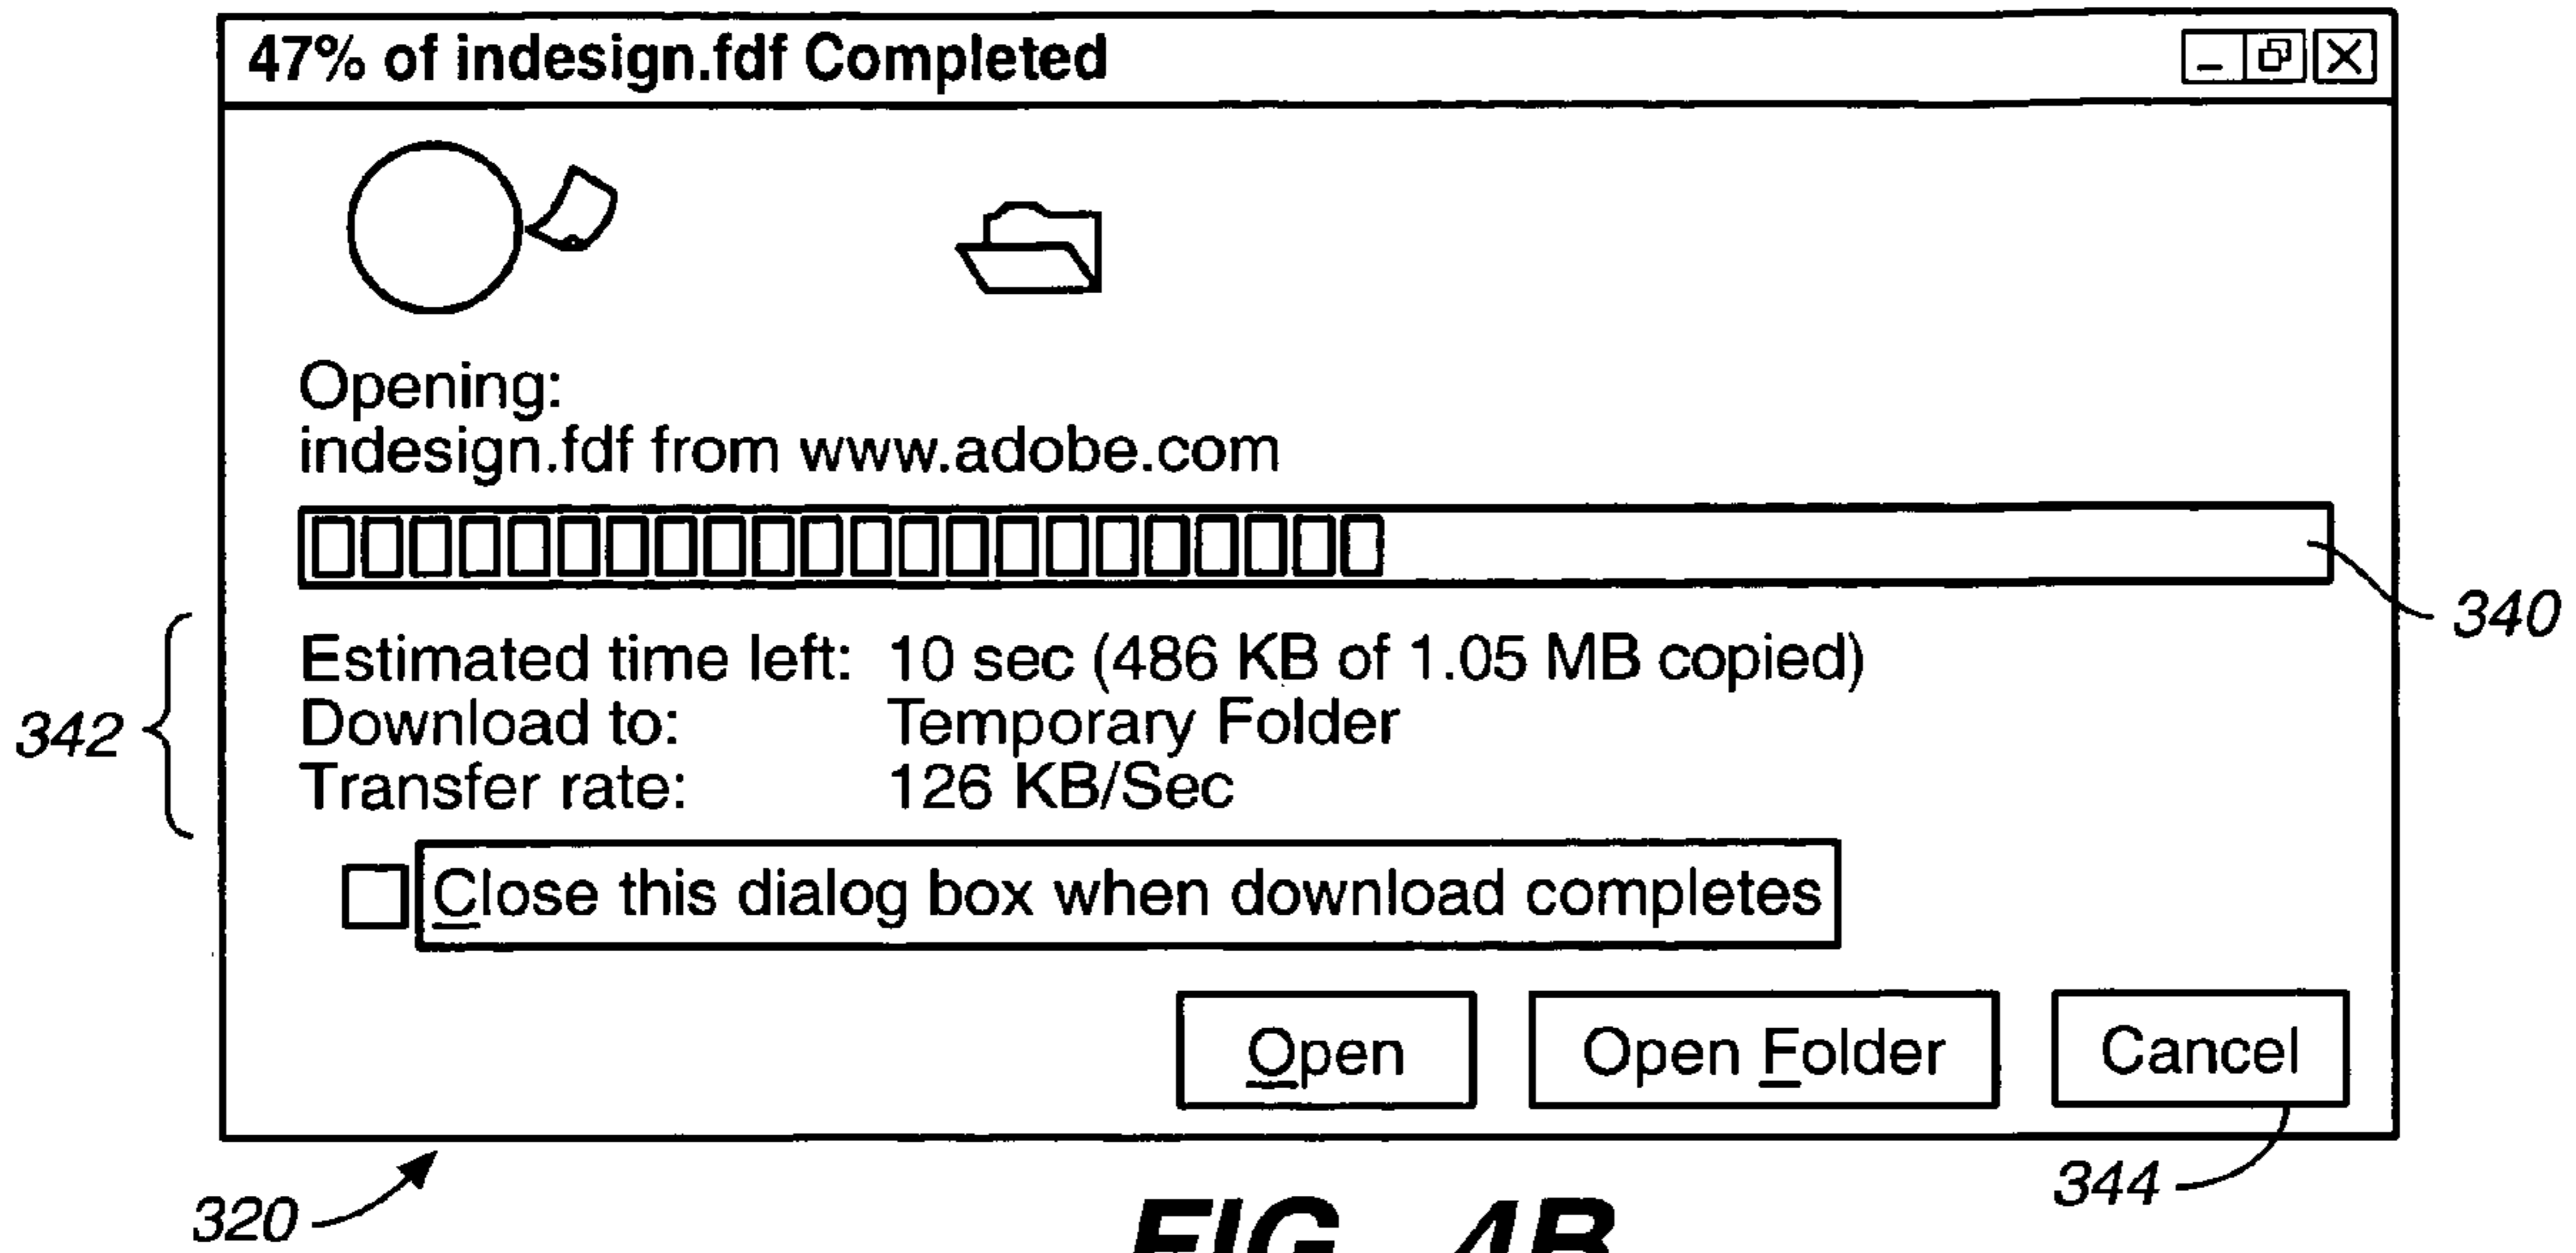 47% of indesign.fdf Completed
Opening:
indesign.fdf from www.adobe.com
340
342
Estimated time left: 10 sec (486 KB of 1.05 MB copied)
Download to: Temporary Folder
Transfer rate: 126 KB/Sec
Close this dialog box when download completes
Open Open Folder Cancel
320
344
FIG. 4B